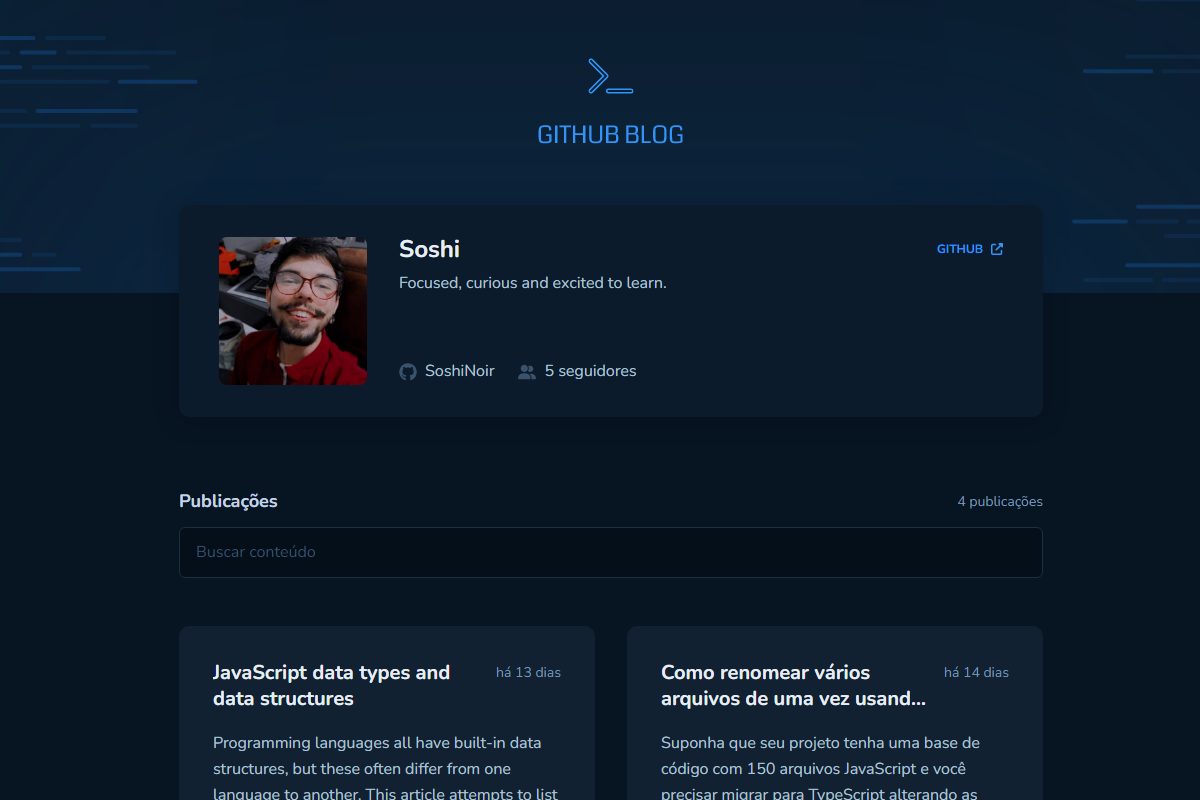 GITHUB BLOG
Soshi
GITHUB
Focused, curious and excited to learn.
SoshiNoir 5 seguidores
Publicações
4 publicações
Buscar conteúdo
JavaScript data types and
data structures
há 13 dias
Programming languages all have built-in data
structures, but these often differ from one
language to another. This article attempts to list
Como renomear vários
arquivos de uma vez usand...
há 14 dias
Suponha que seu projeto tenha uma base de
código com 150 arquivos JavaScript e você
precisar migrar para TypeScript alterando as